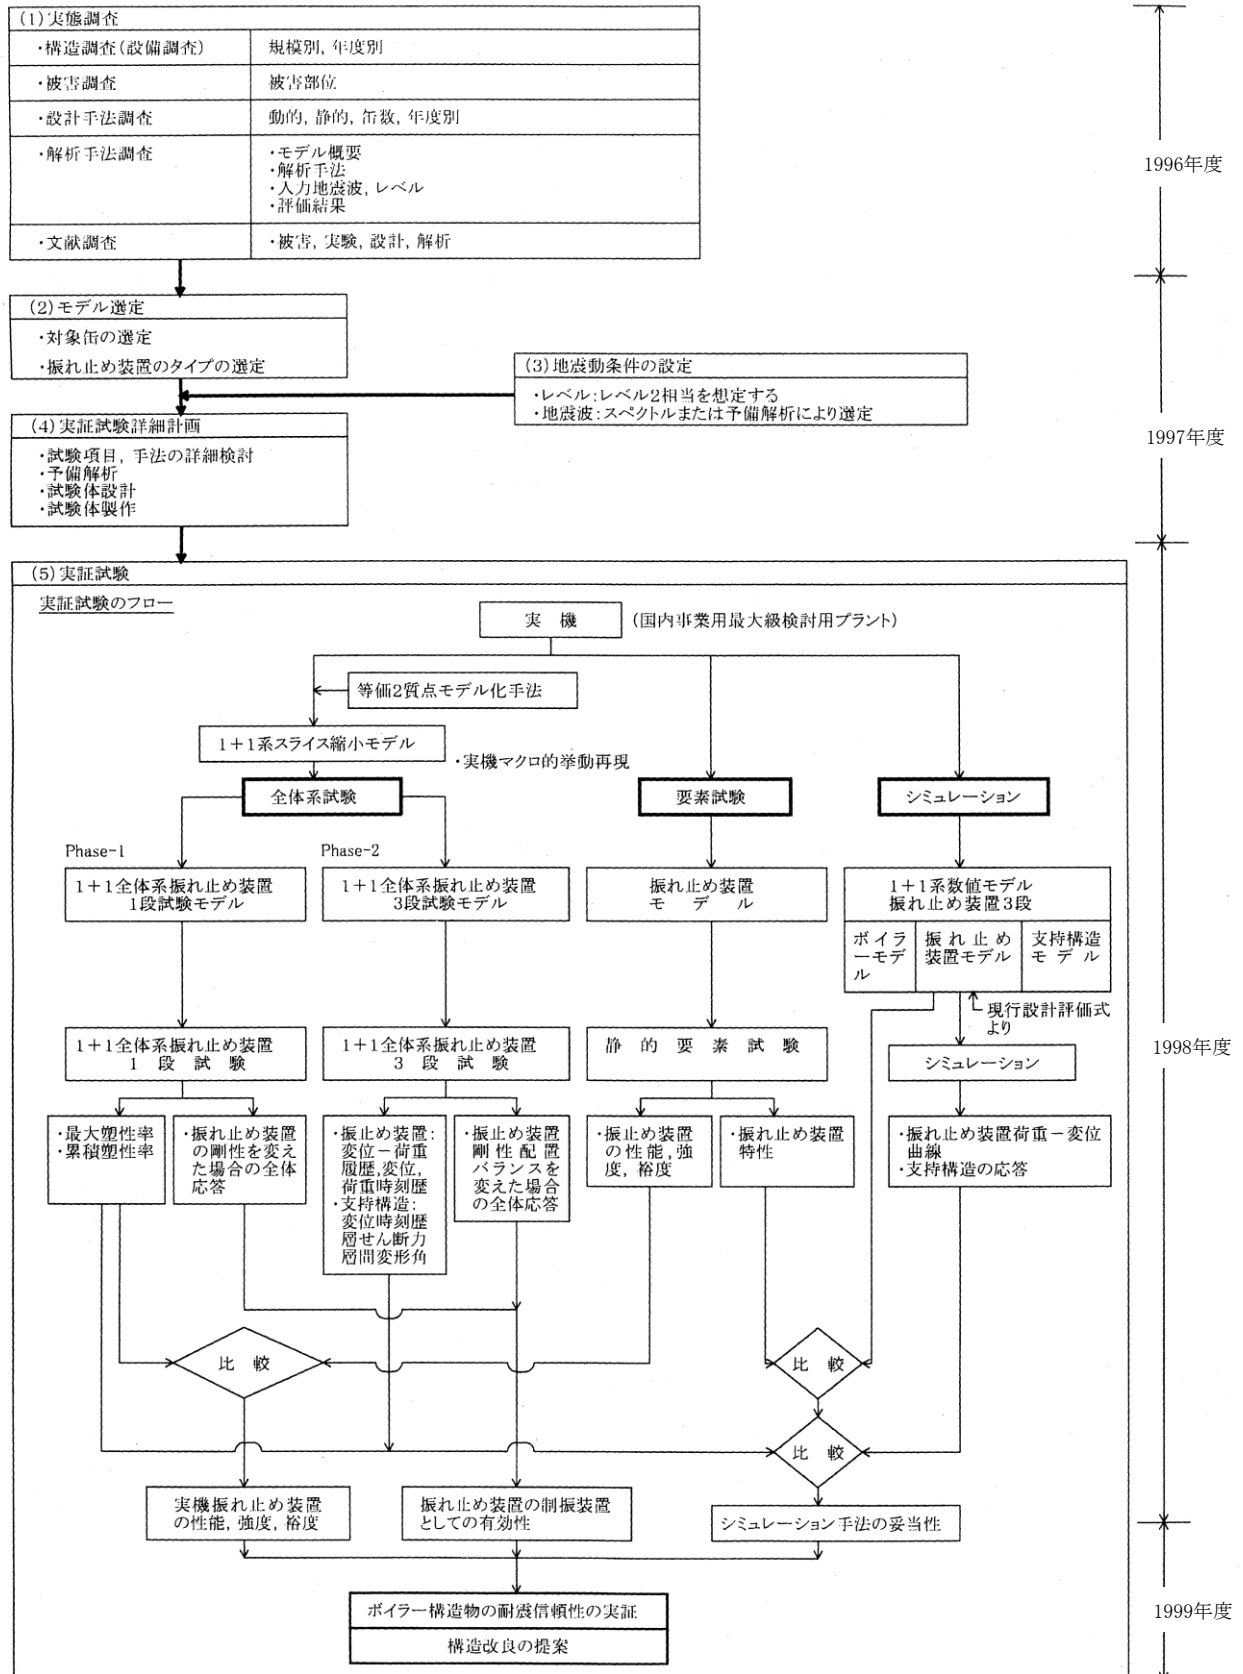 (1)実態調査
・構造調査(設備調査)
規模別, 年度別
・被害調査
被害部位
・設計手法調査
動的, 静的, 缶数, 年度別
・解析手法調査
・モデル概要
・解析手法
・入力地震波, レベル
・評価結果
・文献調査
・被害, 実験, 設計, 解析
1996年度
(2)モデル選定
・対象缶の選定
・振れ止め装置のタイプの選定
(3)地震動条件の設定
・レベル:レベル2相当を想定する
・地震波:スペクトルまたは予備解析により選定
(4)実証試験詳細計画
・試験項目, 手法の詳細検討
・予備解析
・試験体設計
・試験体製作
1997年度
(5)実証試験
実証試験のフロー
実 機
(国内事業用最大級検討用プラント)
等価2質点モデル化手法
1+1系スライス縮小モデル
・実機マクロ的挙動再現
全体系試験
要素試験
シミュレーション
Phase-1
Phase-2
1+1全体系振れ止め装置
1段試験モデル
1+1全体系振れ止め装置
3段試験モデル
振れ止め装置
モ デ ル
1+1系数値モデル
振れ止め装置3段
ボイラ
ーモデ
ル
振れ止め
装置モデル
支持構造
モ デ ル
現行設計評価式
より
1+1全体系振れ止め装置
1 段 試 験
1+1全体系振れ止め装置
3 段 試 験
静 的 要 素 試 験
シミュレーション
1998年度
・最大塑性率
・累積塑性率
・振れ止め装置
の剛性を変え
た場合の全体
応答
・振止め装置:
変位-荷重
履歴,変位,
荷重時刻歴
・支持構造:
変位時刻歴
層せん断力
層間変形角
・振止め装置
剛性配置
バランスを
変えた場合
の全体応答
・振止め装置
の性能,強
度, 裕度
・振れ止め装置
特性
・振れ止め装置荷重-変位
曲線
・支持構造の応答
比 較
比 較
比 較
実機振れ止め装置
の性能, 強度, 裕度
振れ止め装置の制振装置
としての有効性
シミュレーション手法の妥当性
ボイラー構造物の耐震信頼性の実証
構造改良の提案
1999年度